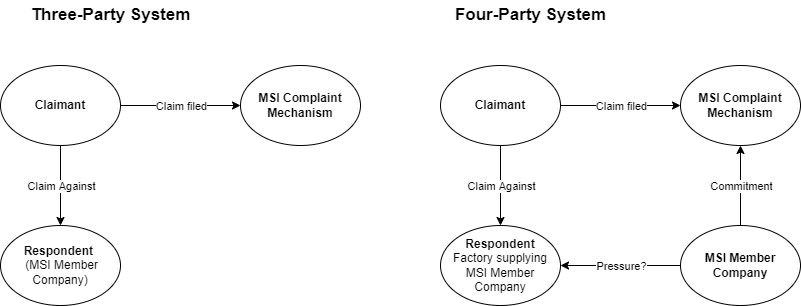 Three-Party System
Four-Party System
Claimant
Claim filed
MSI Complaint
Mechanism
Claim Against
Respondent
(MSI Member
Company)
Claimant
Claim filed
MSI Complaint
Mechanism
Claim Against
Commitment
Respondent
Factory supplying
MSI Member
Company
Pressure?
MSI Member
Company